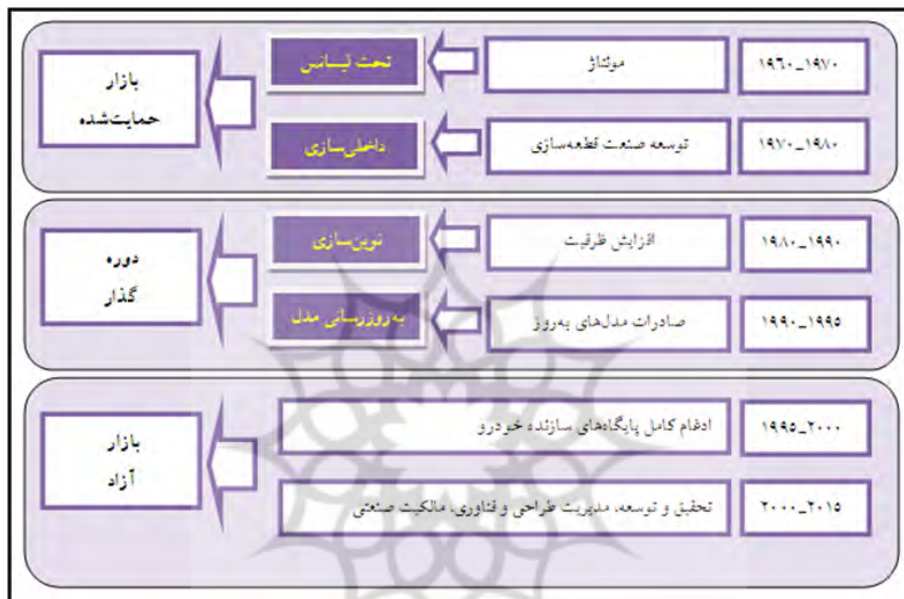 ۱۹۶۰_۱۹۷۰
مونتاژ
تحت لیسانس
۱۹۷۰_۱۹۸۰
توسعه صنعت قطعه‌سازی
داخلی‌سازی
بازار
حمایت‌شده
۱۹۸۰_۱۹۹۰
افزایش ظرفیت
نوین‌سازی
۱۹۹۰_۱۹۹۵
صادرات مدل‌های به‌روز
به‌روزرسانی مدل
دوره
گذار
۱۹۹۵_۲۰۰۰
ادغام کامل پایگاه‌های سازنده خودرو
۲۰۰۰_۲۰۱۵
تحقیق و توسعه، مدیریت طراحی و فناوری، مالکیت صنعتی
بازار
آزاد